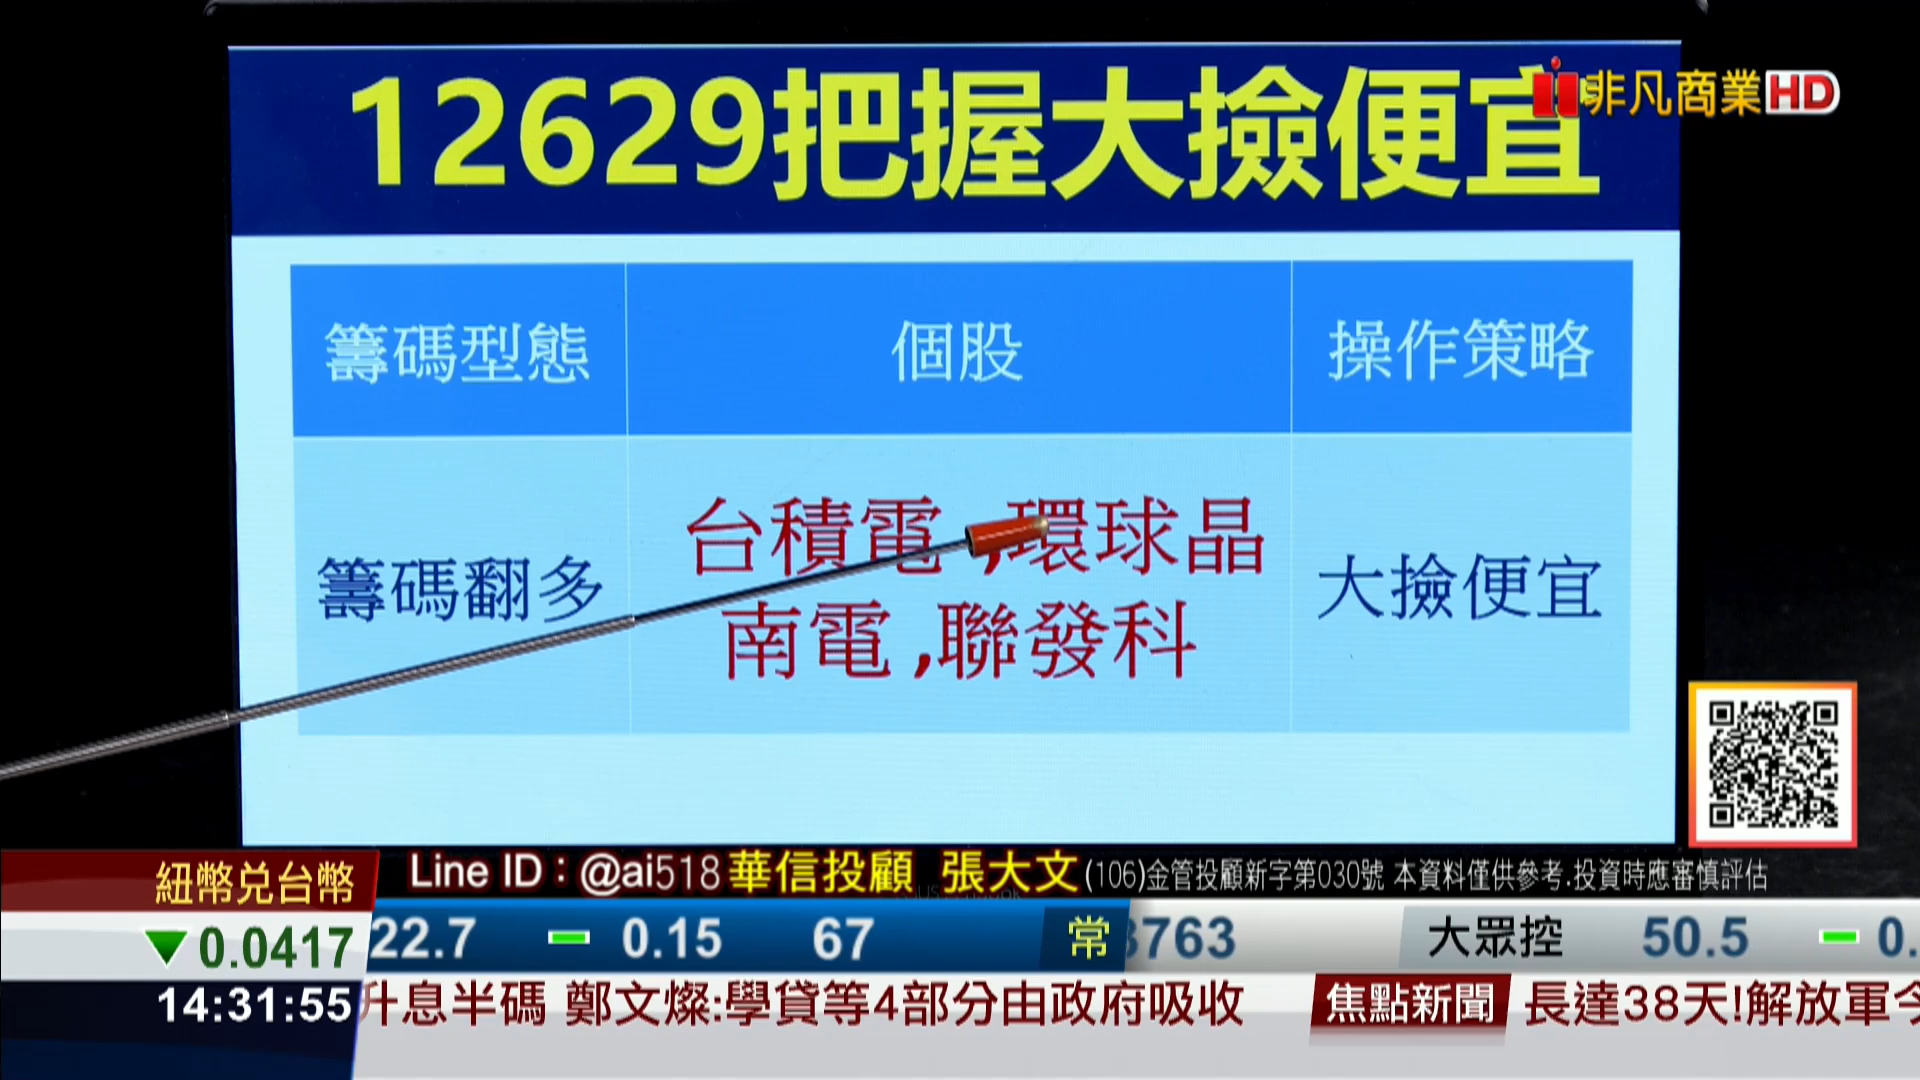 12629把握大撿便宜
非凡商業HD
籌碼型態
個股
操作策略
籌碼翻多
台積電,環球晶
南電,聯發科
大撿便宜
Line ID：@ai518華信投顧 張大文(106)金管投顧新字第030號 本資料僅供參考.投資時應審慎評估
紐幣兌台幣
▼0.0417
22.7
0.15
67
常
3763
大眾控
50.5
0.
14:31:55
升息半碼 鄭文燦:學貸等4部分由政府吸收
焦點新聞
長達38天!解放軍今